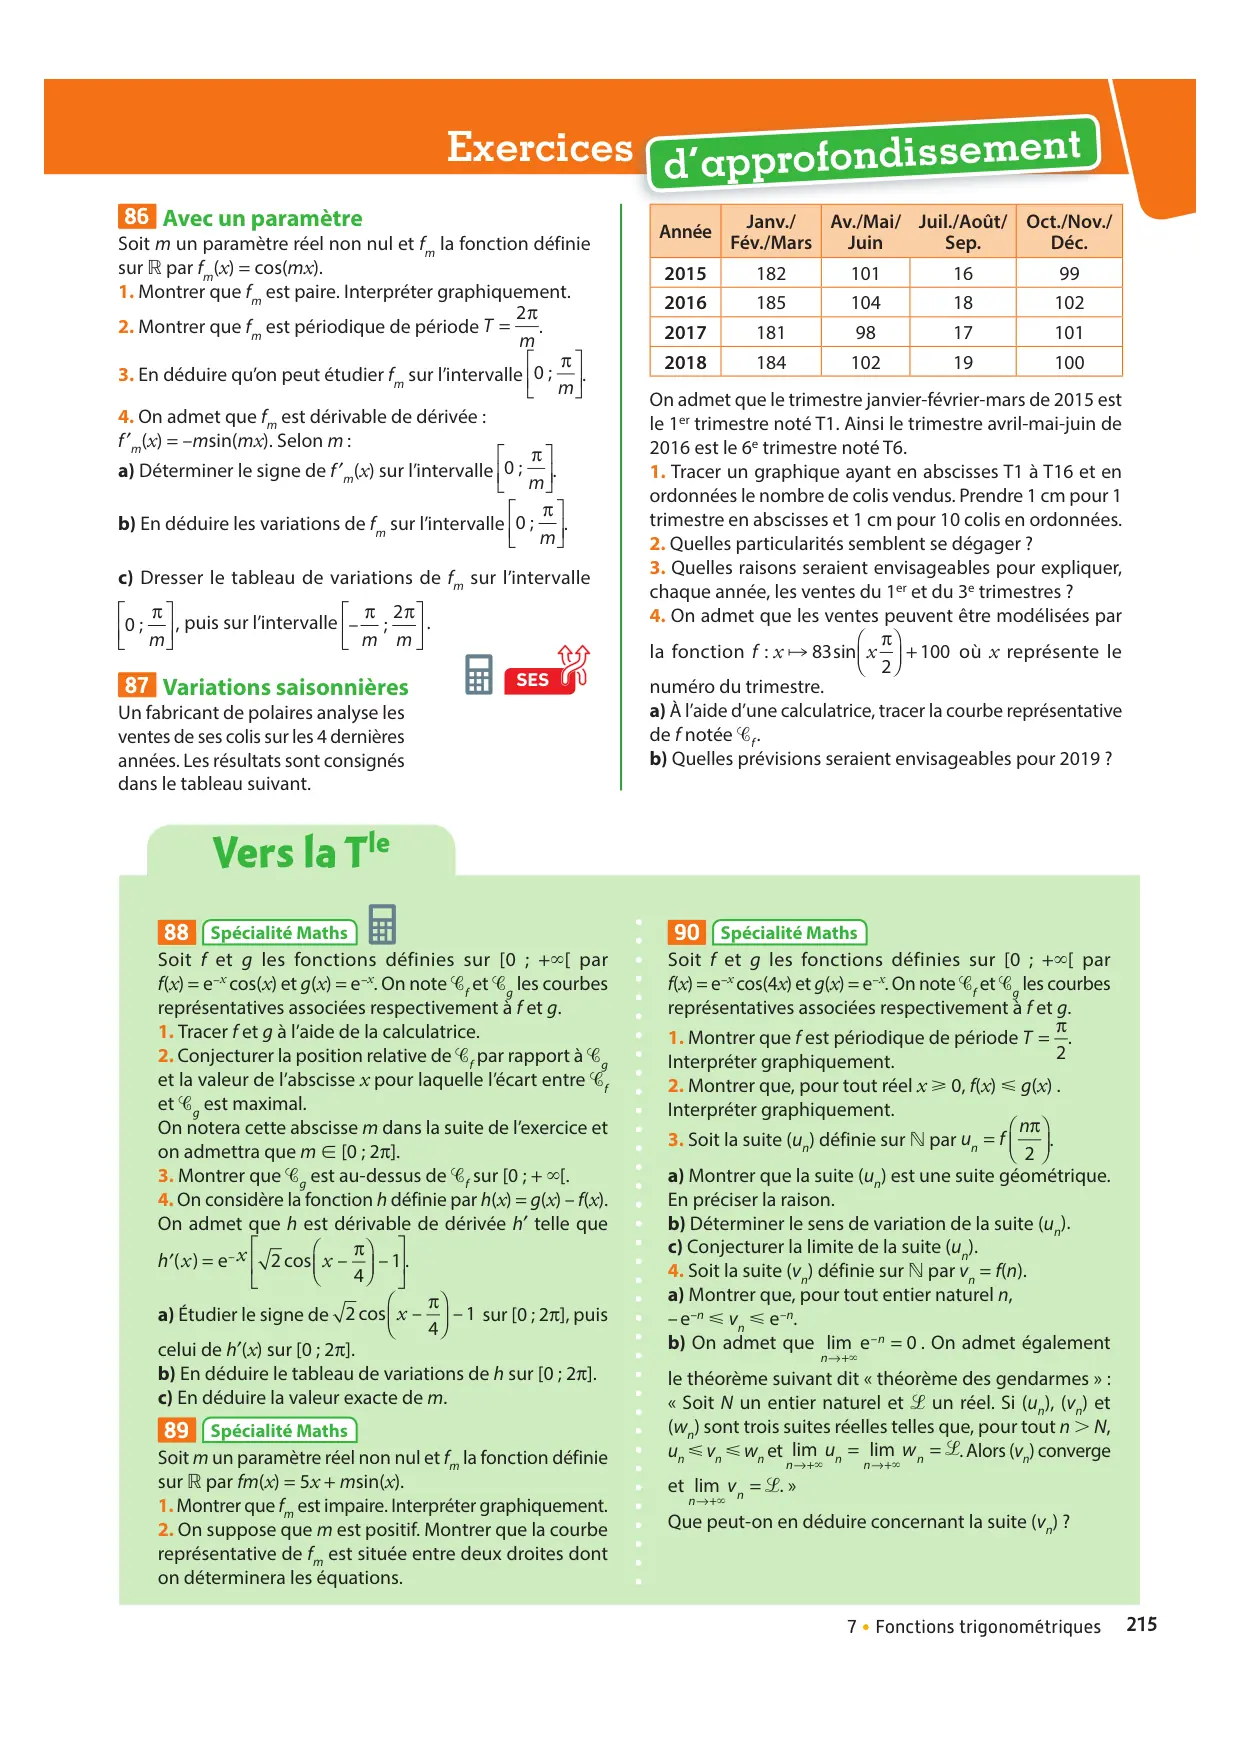 Exercices d’approfondissement
86 Avec un paramètre
Soit m un paramètre réel non nul et fₘ la fonction définie
sur ℝ par fₘ(x) = cos(mx).
1. Montrer que fₘ est paire. Interpréter graphiquement.
2. Montrer que fₘ est périodique de période T = 2π/m.
3. En déduire qu’on peut étudier fₘ sur l’intervalle [0 ; π/m].
4. On admet que fₘ est dérivable de dérivée :
f′ₘ(x) = –msin(mx). Selon m :
a) Déterminer le signe de f′ₘ(x) sur l’intervalle [0 ; π/m].
b) En déduire les variations de fₘ sur l’intervalle [0 ; π/m].
c) Dresser le tableau de variations de fₘ sur l’intervalle
[0 ; π/m], puis sur l’intervalle [–π/m ; 2π/m].
87 Variations saisonnières
SES
Un fabricant de polaires analyse les
ventes de ses colis sur les 4 dernières
années. Les résultats sont consignés
dans le tableau suivant.
Année Janv./Fév./Mars Av./Mai/Juin Juil./Août/Sep. Oct./Nov./Déc.
2015 182 101 16 99
2016 185 104 18 102
2017 181 98 17 101
2018 184 102 19 100
On admet que le trimestre janvier-février-mars de 2015 est
le 1er trimestre noté T1. Ainsi le trimestre avril-mai-juin de
2016 est le 6e trimestre noté T6.
1. Tracer un graphique ayant en abscisses T1 à T16 et en
ordonnées le nombre de colis vendus. Prendre 1 cm pour 1
trimestre en abscisses et 1 cm pour 10 colis en ordonnées.
2. Quelles particularités semblent se dégager ?
3. Quelles raisons seraient envisageables pour expliquer,
chaque année, les ventes du 1er et du 3e trimestres ?
4. On admet que les ventes peuvent être modélisées par
la fonction f : x ↦ 83sin(x π/2) + 100 où x représente le
numéro du trimestre.
a) À l’aide d’une calculatrice, tracer la courbe représentative
de f notée 𝒞f.
b) Quelles prévisions seraient envisageables pour 2019 ?
Vers la Tle
88 Spécialité Maths
Soit f et g les fonctions définies sur [0 ; +∞[ par
f(x) = e⁻ˣ cos(x) et g(x) = e⁻ˣ. On note 𝒞f et 𝒞g les courbes
représentatives associées respectivement à f et g.
1. Tracer f et g à l’aide de la calculatrice.
2. Conjecturer la position relative de 𝒞f par rapport à 𝒞g
et la valeur de l’abscisse x pour laquelle l’écart entre 𝒞f
et 𝒞g est maximal.
On notera cette abscisse m dans la suite de l’exercice et
on admettra que m ∈ [0 ; 2π].
3. Montrer que 𝒞g est au-dessus de 𝒞f sur [0 ; + ∞[.
4. On considère la fonction h définie par h(x) = g(x) – f(x).
On admet que h est dérivable de dérivée h′ telle que
h′(x) = e⁻ˣ[√2 cos(x – π/4) – 1].
a) Étudier le signe de √2 cos(x – π/4) – 1 sur [0 ; 2π], puis
celui de h′(x) sur [0 ; 2π].
b) En déduire le tableau de variations de h sur [0 ; 2π].
c) En déduire la valeur exacte de m.
89 Spécialité Maths
Soit m un paramètre réel non nul et fₘ la fonction définie
sur ℝ par fm(x) = 5x + msin(x).
1. Montrer que fₘ est impaire. Interpréter graphiquement.
2. On suppose que m est positif. Montrer que la courbe
représentative de fₘ est située entre deux droites dont
on déterminera les équations.
90 Spécialité Maths
Soit f et g les fonctions définies sur [0 ; +∞[ par
f(x) = e⁻ˣ cos(4x) et g(x) = e⁻ˣ. On note 𝒞f et 𝒞g les courbes
représentatives associées respectivement à f et g.
1. Montrer que f est périodique de période T = π/2.
Interpréter graphiquement.
2. Montrer que, pour tout réel x ⩾ 0, f(x) ⩽ g(x) .
Interpréter graphiquement.
3. Soit la suite (uₙ) définie sur ℕ par uₙ = f(nπ/2).
a) Montrer que la suite (uₙ) est une suite géométrique.
En préciser la raison.
b) Déterminer le sens de variation de la suite (uₙ).
c) Conjecturer la limite de la suite (uₙ).
4. Soit la suite (vₙ) définie sur ℕ par vₙ = f(n).
a) Montrer que, pour tout entier naturel n,
– e⁻ⁿ ⩽ vₙ ⩽ e⁻ⁿ.
b) On admet que lim n→+∞ e⁻ⁿ = 0 . On admet également
le théorème suivant dit « théorème des gendarmes » :
« Soit N un entier naturel et ℒ un réel. Si (uₙ), (vₙ) et
(wₙ) sont trois suites réelles telles que, pour tout n > N,
uₙ ⩽ vₙ ⩽ wₙ et lim n→+∞ uₙ = lim n→+∞ wₙ = ℒ. Alors (vₙ) converge
et lim n→+∞ vₙ = ℒ. »
Que peut-on en déduire concernant la suite (vₙ) ?
7 • Fonctions trigonométriques 215